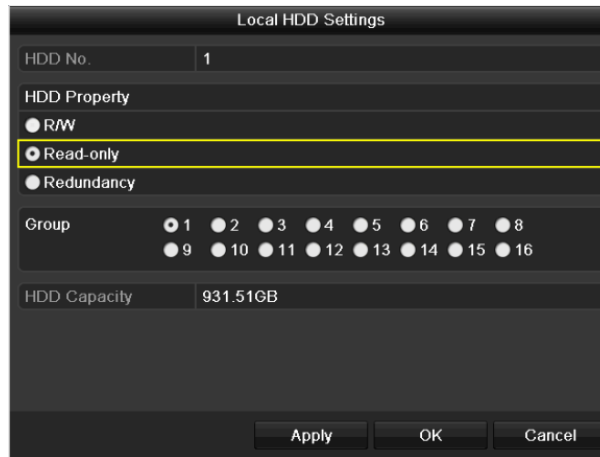 Local HDD Settings
HDD No. 1
HDD Property
R/W
Read-only
Redundancy
Group 1 2 3 4 5 6 7 8
9 10 11 12 13 14 15 16
HDD Capacity 931.51GB
Apply OK Cancel